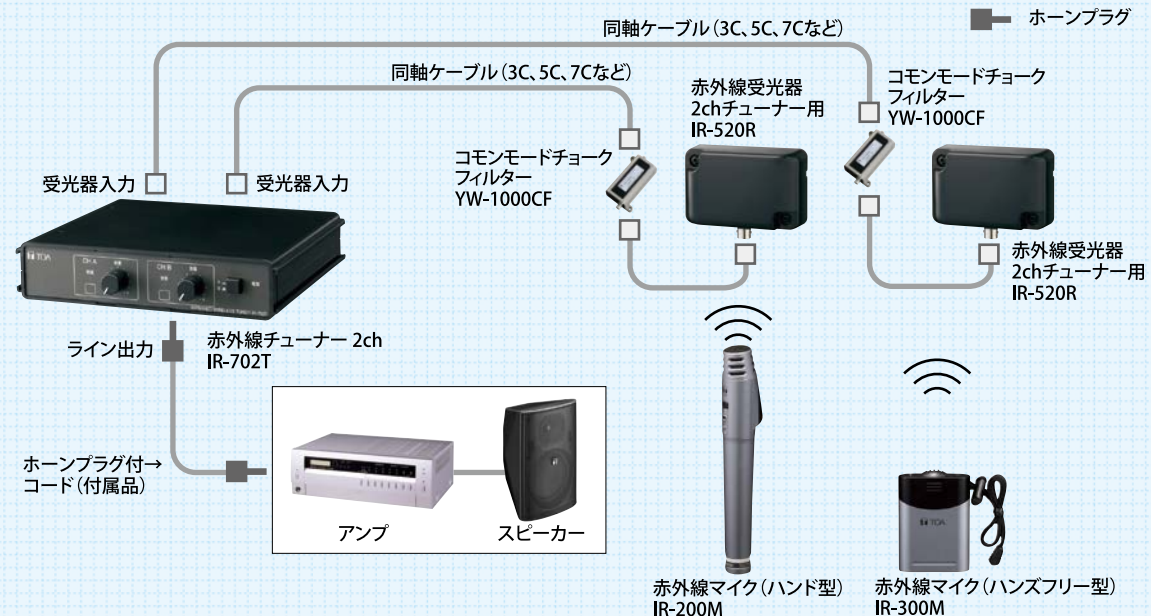 ホーンプラグ
同軸ケーブル（3C、5C、7Cなど）
同軸ケーブル（3C、5C、7Cなど）
赤外線受光器
2chチューナー用
IR-520R
コモンモードチョーク
フィルター
YW-1000CF
コモンモードチョーク
フィルター
YW-1000CF
受光器入力
受光器入力
赤外線受光器
2chチューナー用
IR-520R
TOA
CH A
CH B
ライン出力
赤外線チューナー 2ch
IR-702T
ホーンプラグ付→
コード（付属品）
アンプ
スピーカー
TOA
赤外線マイク（ハンド型）
IR-200M
赤外線マイク（ハンズフリー型）
IR-300M